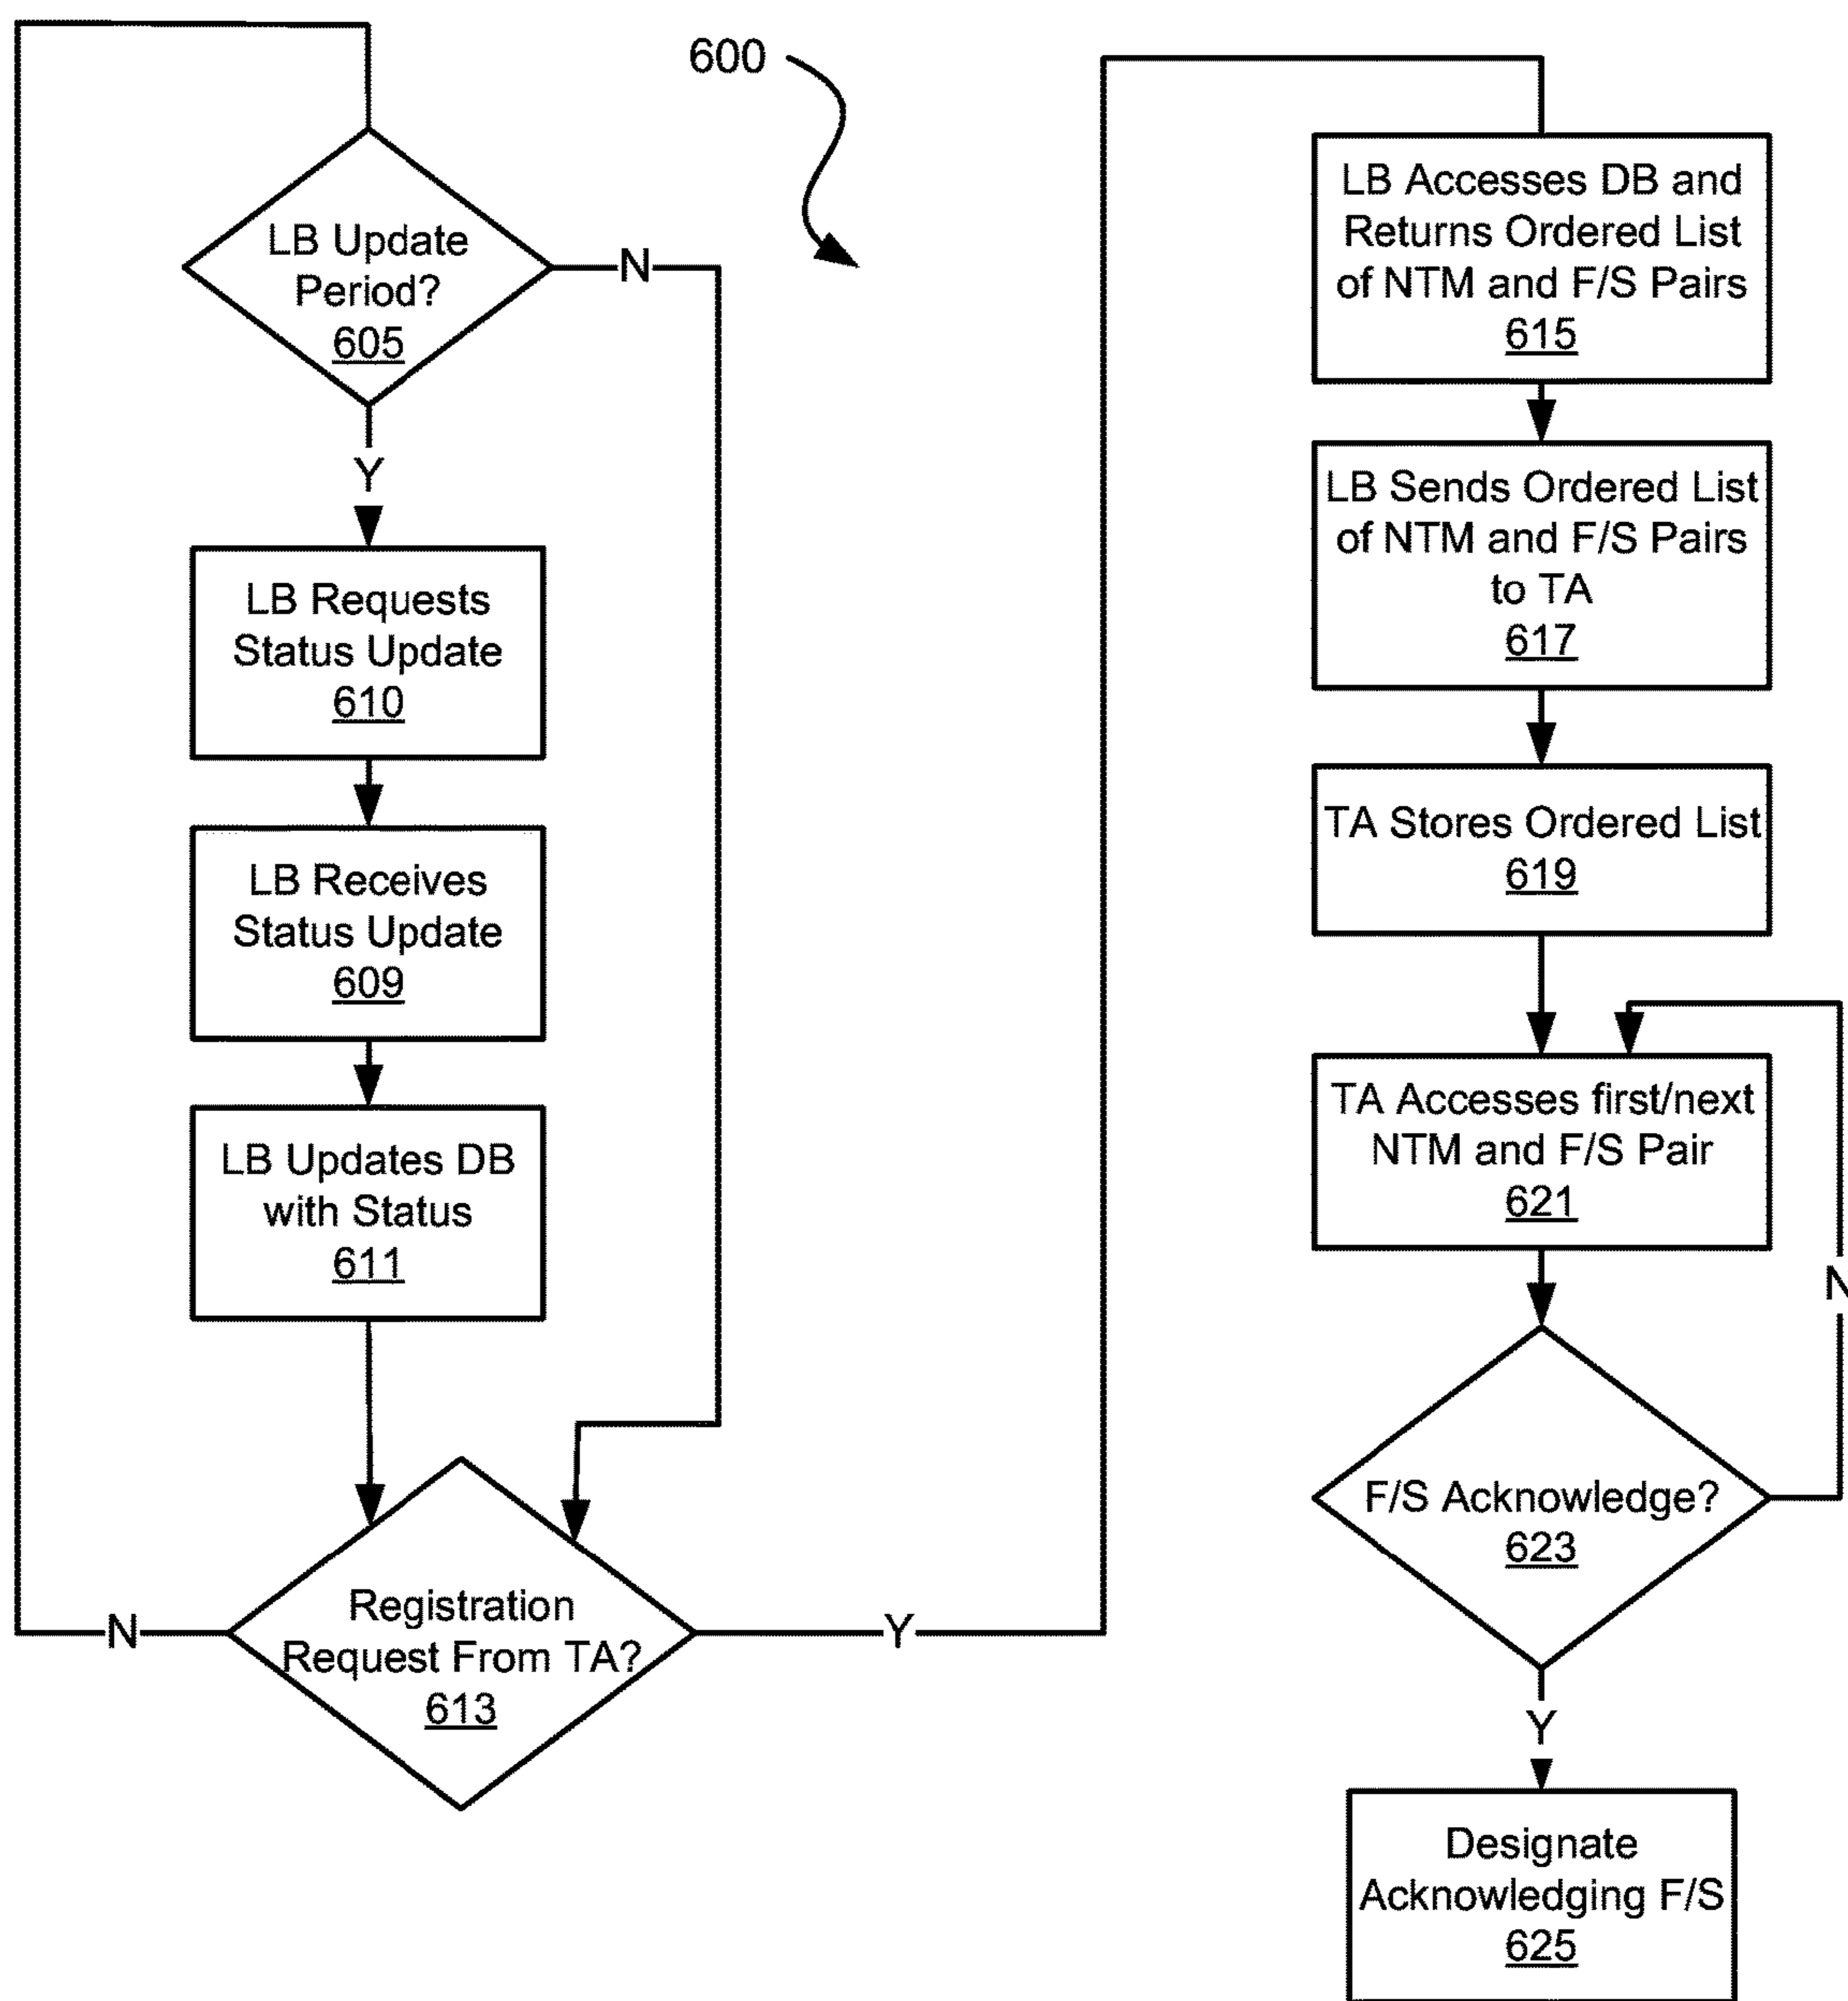 600
LB Update
Period?
605
N
Y
LB Requests
Status Update
610
LB Receives
Status Update
609
LB Updates DB
with Status
611
Registration
Request From TA?
613
N
Y
LB Accesses DB and
Returns Ordered List
of NTM and F/S Pairs
615
LB Sends Ordered List
of NTM and F/S Pairs
to TA
617
TA Stores Ordered List
619
TA Accesses first/next
NTM and F/S Pair
621
N
F/S Acknowledge?
623
Y
Designate
Acknowledging F/S
625